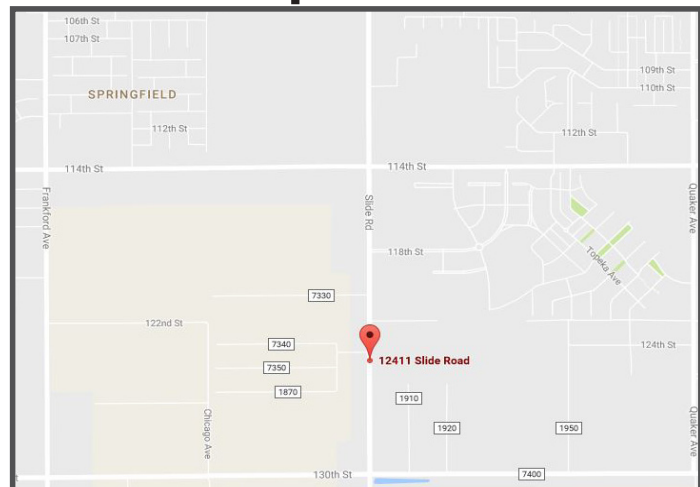 106th St
107th St
109th St
SPRINGFIELD
110th St
112th St
112th St
114th St
114th St
Frankford Ave
Slide Rd
Quaker Ave
118th St
Topeka Ave
7330
122nd St
7340
124th St
12411 Slide Road
7350
1870
1910
Chicago Ave
1920
1950
Quaker Ave
130th St
7400